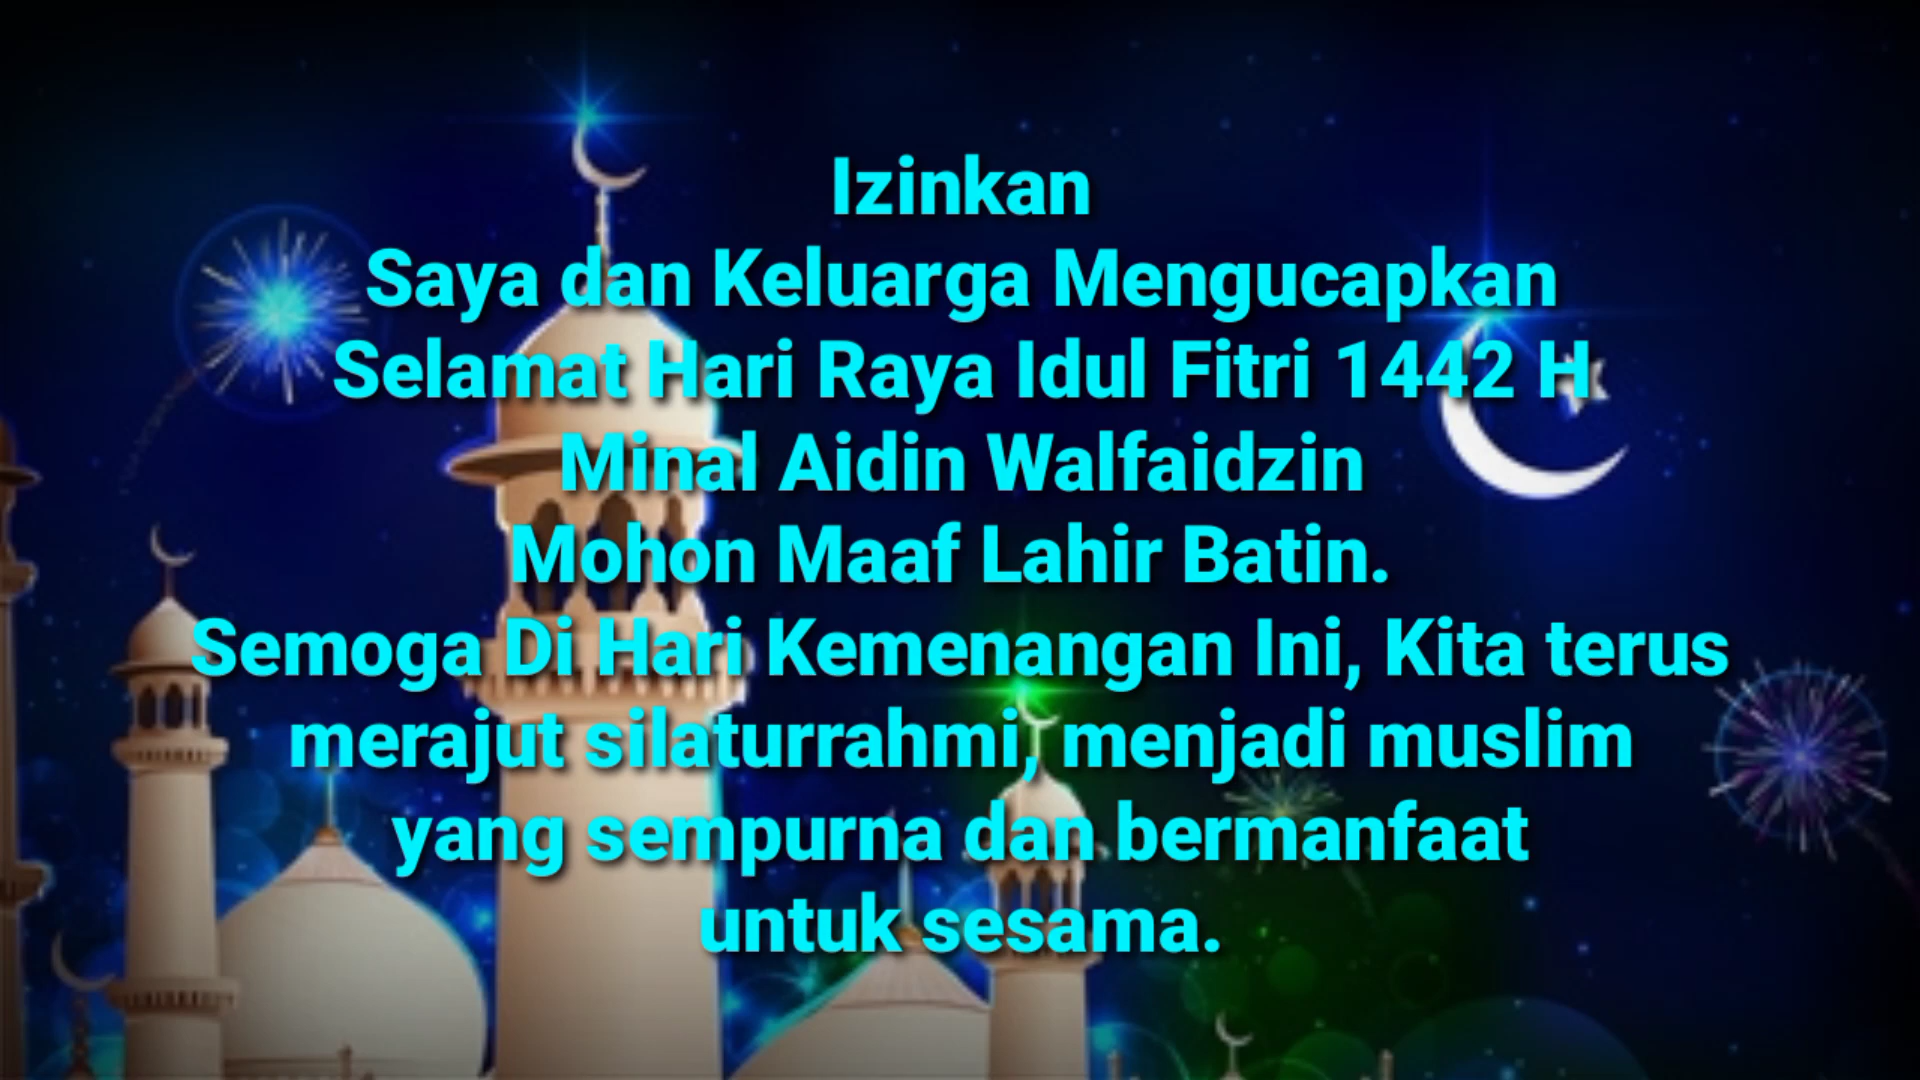 Izinkan
Saya dan Keluarga Mengucapkan
Selamat Hari Raya Idul Fitri 1442 H
Minal Aidin Walfaidzin
Mohon Maaf Lahir Batin.
Semoga Di Hari Kemenangan Ini, Kita terus
merajut silaturrahmi, menjadi muslim
yang sempurna dan bermanfaat
untuk sesama.